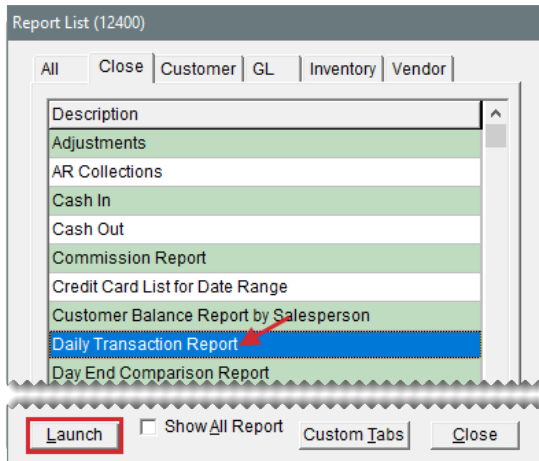 Report List (12400)
All Close Customer GL Inventory Vendor
Description
Adjustments
AR Collections
Cash In
Cash Out
Commission Report
Credit Card List for Date Range
Customer Balance Report by Salesperson
Daily Transaction Report
Day End Comparison Report
Launch Show All Report Custom Tabs Close